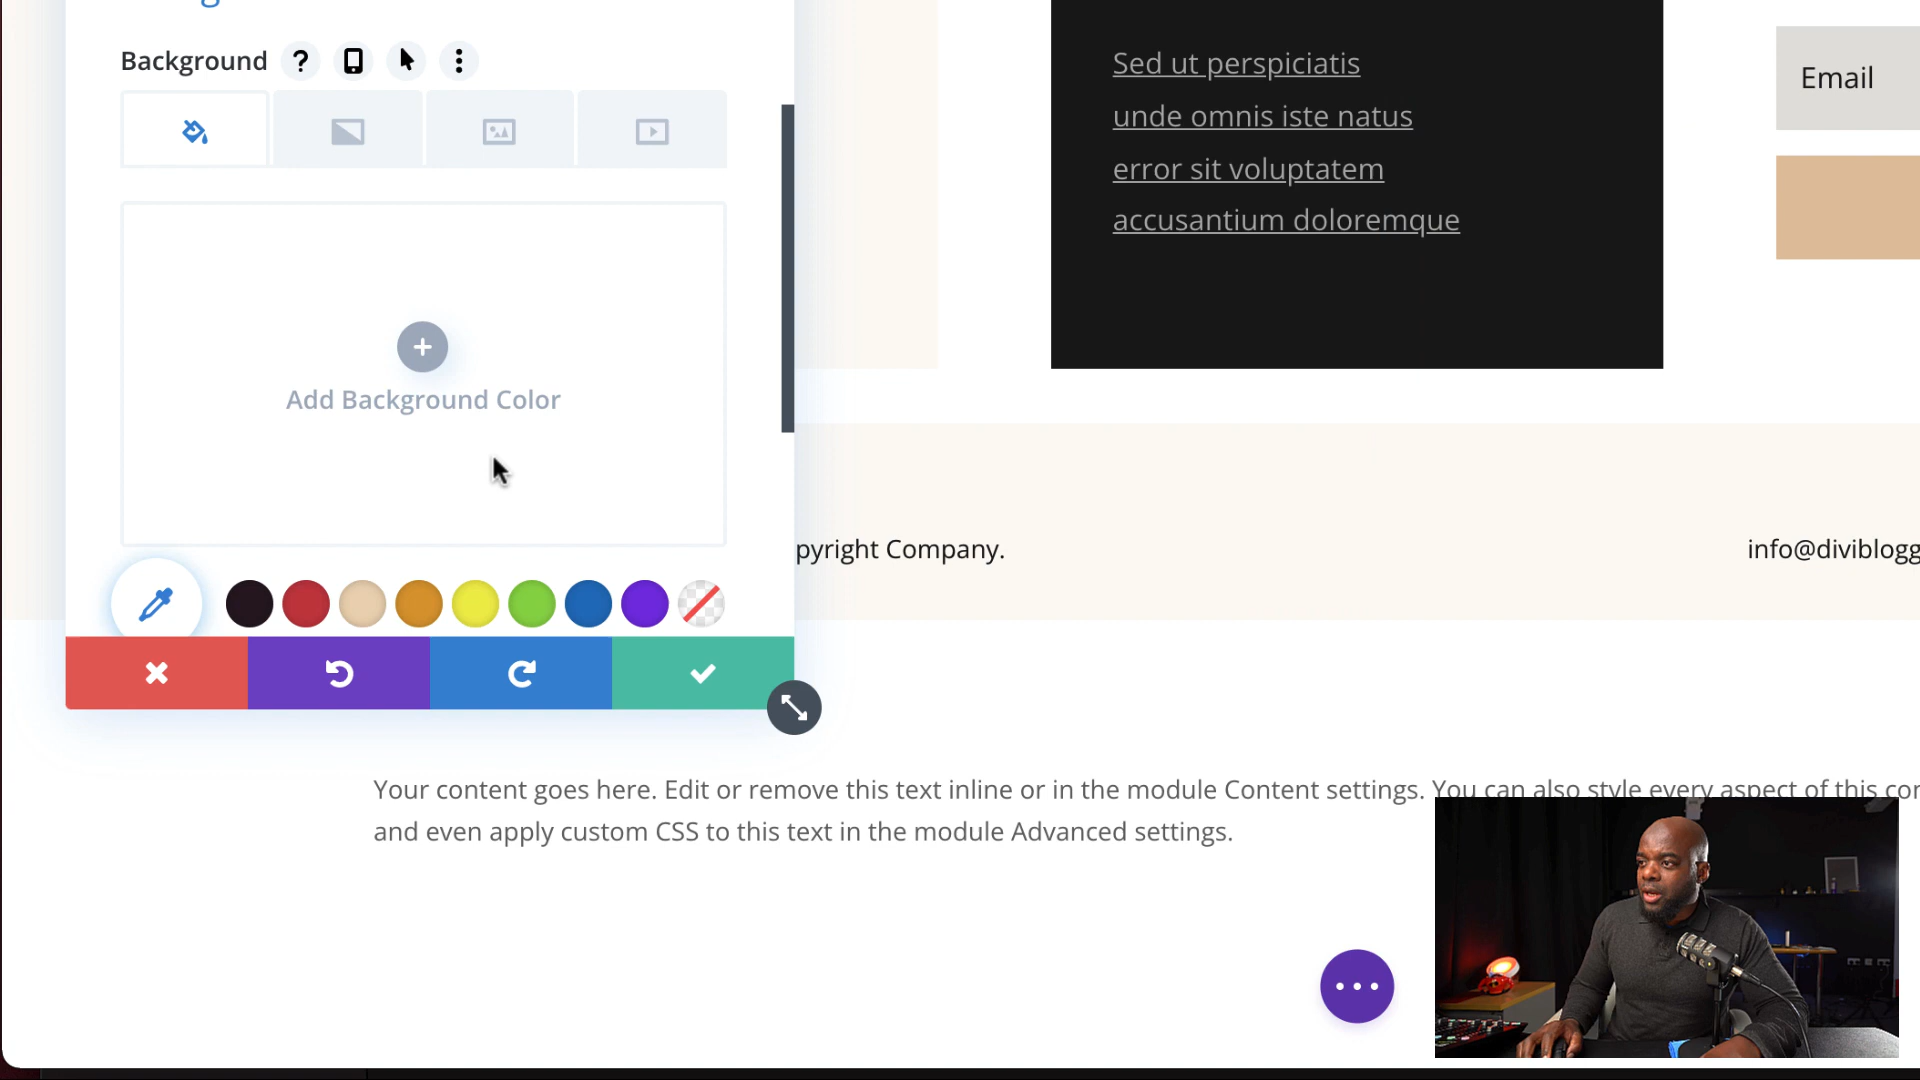 Background
Sed ut perspiciatis
unde omnis iste natus
error sit voluptatem
accusantium doloremque
Email
Add Background Color
pyright Company.
info@diviblogg
Your content goes here. Edit or remove this text inline or in the module Content settings. You can also style every aspect of this con
and even apply custom CSS to this text in the module Advanced settings.